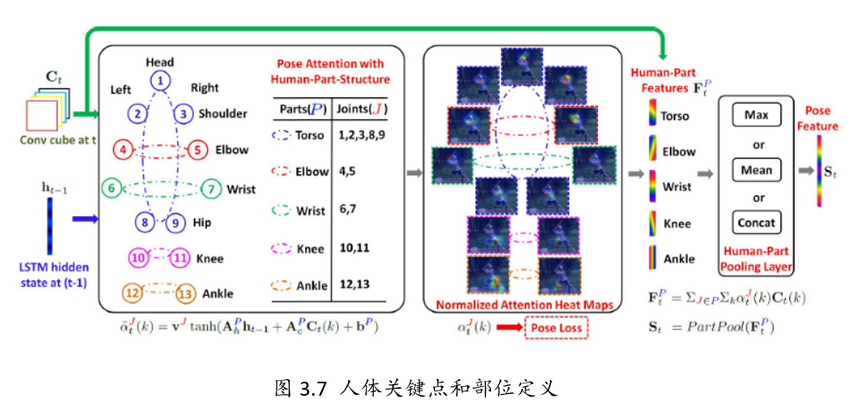 C_t
Conv cube at t
h_{t-1}
LSTM hidden
state at (t-1)
Head
1
Left
Right
2
3
Shoulder
4
5
Elbow
6
7
Wrist
8
9
Hip
10
11
Knee
12
13
Ankle
Pose Attention with
Human-Part-Structure
Parts(P) Joints(J)
Torso 1,2,3,8,9
Elbow 4,5
Wrist 6,7
Knee 10,11
Ankle 12,13
Normalized Attention Heat Maps
Human-Part
Features F_t^P
Torso
Elbow
Wrist
Knee
Ankle
Max
or
Mean
or
Concat
Human-Part
Pooling Layer
Pose
Feature
S_t
α̃_t^J(k) = v^J tanh(A_h^P h_{t-1} + A_c^P C_t(k) + b^P)
α_t^J(k)
Pose Loss
F_t^P = Σ_{J∈P} Σ_k α_t^J(k) C_t(k)
S_t = PartPool(F_t^P)
图 3.7 人体关键点和部位定义